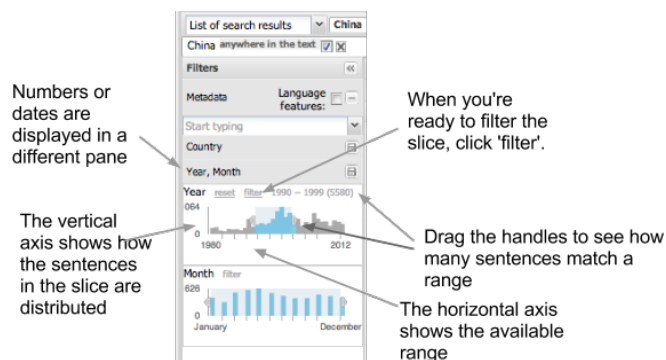 List of search results
China
China anywhere in the text
Filters
Metadata
Language
features:
Start typing
Country
Year, Month
Year reset filter 1990 – 1999 (5580)
064
0
1980 2012
Month filter
626
0
January December
Numbers or
dates are
displayed in a
different pane
The vertical
axis shows how
the sentences
in the slice are
distributed
When you're
ready to filter the
slice, click 'filter'.
Drag the handles to see how
many sentences match a
range
The horizontal axis
shows the available
range